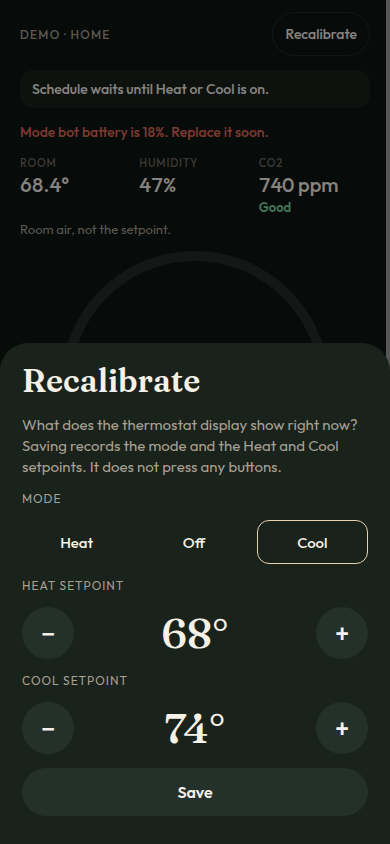 DEMO · HOME
Recalibrate
Schedule waits until Heat or Cool is on.
Mode bot battery is 18%. Replace it soon.
ROOM
HUMIDITY
CO2
68.4°
47%
740 ppm
Good
Room air, not the setpoint.
Recalibrate
What does the thermostat display show right now?
Saving records the mode and the Heat and Cool
setpoints. It does not press any buttons.
MODE
Heat
Off
Cool
HEAT SETPOINT
−
68°
+
COOL SETPOINT
−
74°
+
Save